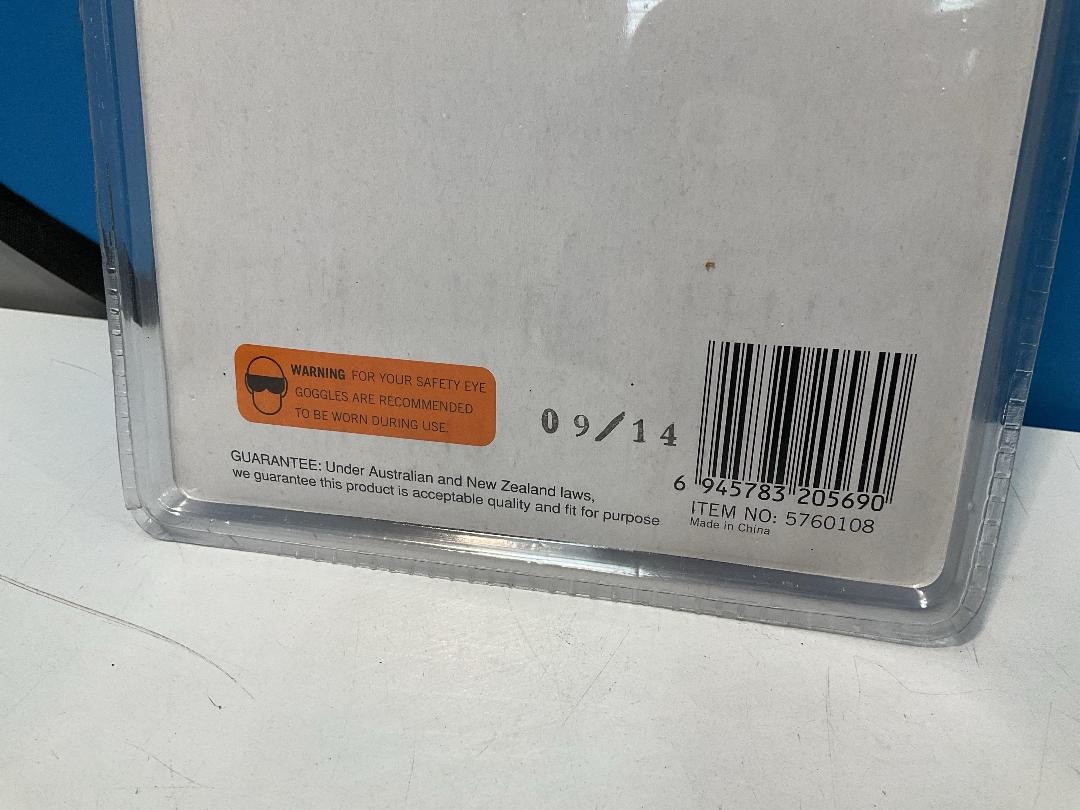 WARNING FOR YOUR SAFETY EYE
GOGGLES ARE RECOMMENDED
TO BE WORN DURING USE.
09/14
GUARANTEE: Under Australian and New Zealand laws,
we guarantee this product is acceptable quality and fit for purpose
6 945783 205690
ITEM NO: 5760108
Made in China